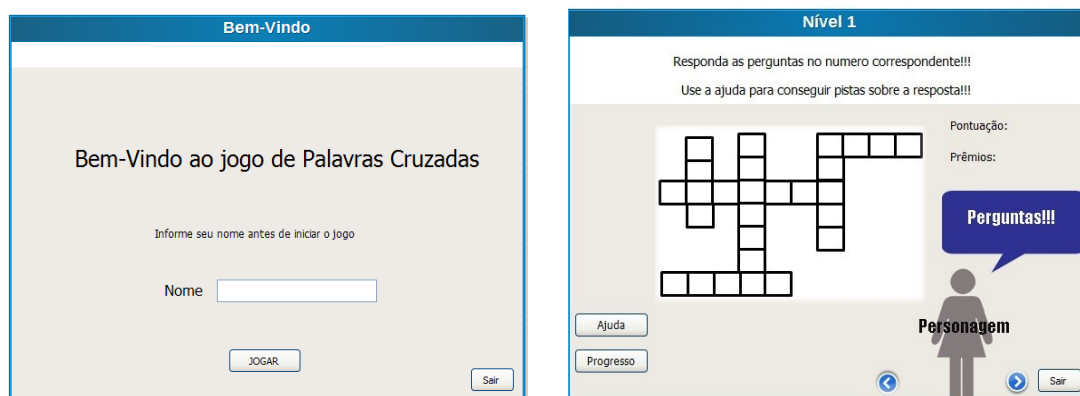 Bem-Vindo
Bem-Vindo ao jogo de Palavras Cruzadas
Informe seu nome antes de iniciar o jogo
Nome
JOGAR
Sair
Nível 1
Responda as perguntas no numero correspondente!!!
Use a ajuda para conseguir pistas sobre a resposta!!!
Pontuação:
Prêmios:
Perguntas!!!
Personagem
Ajuda
Progresso
Sair